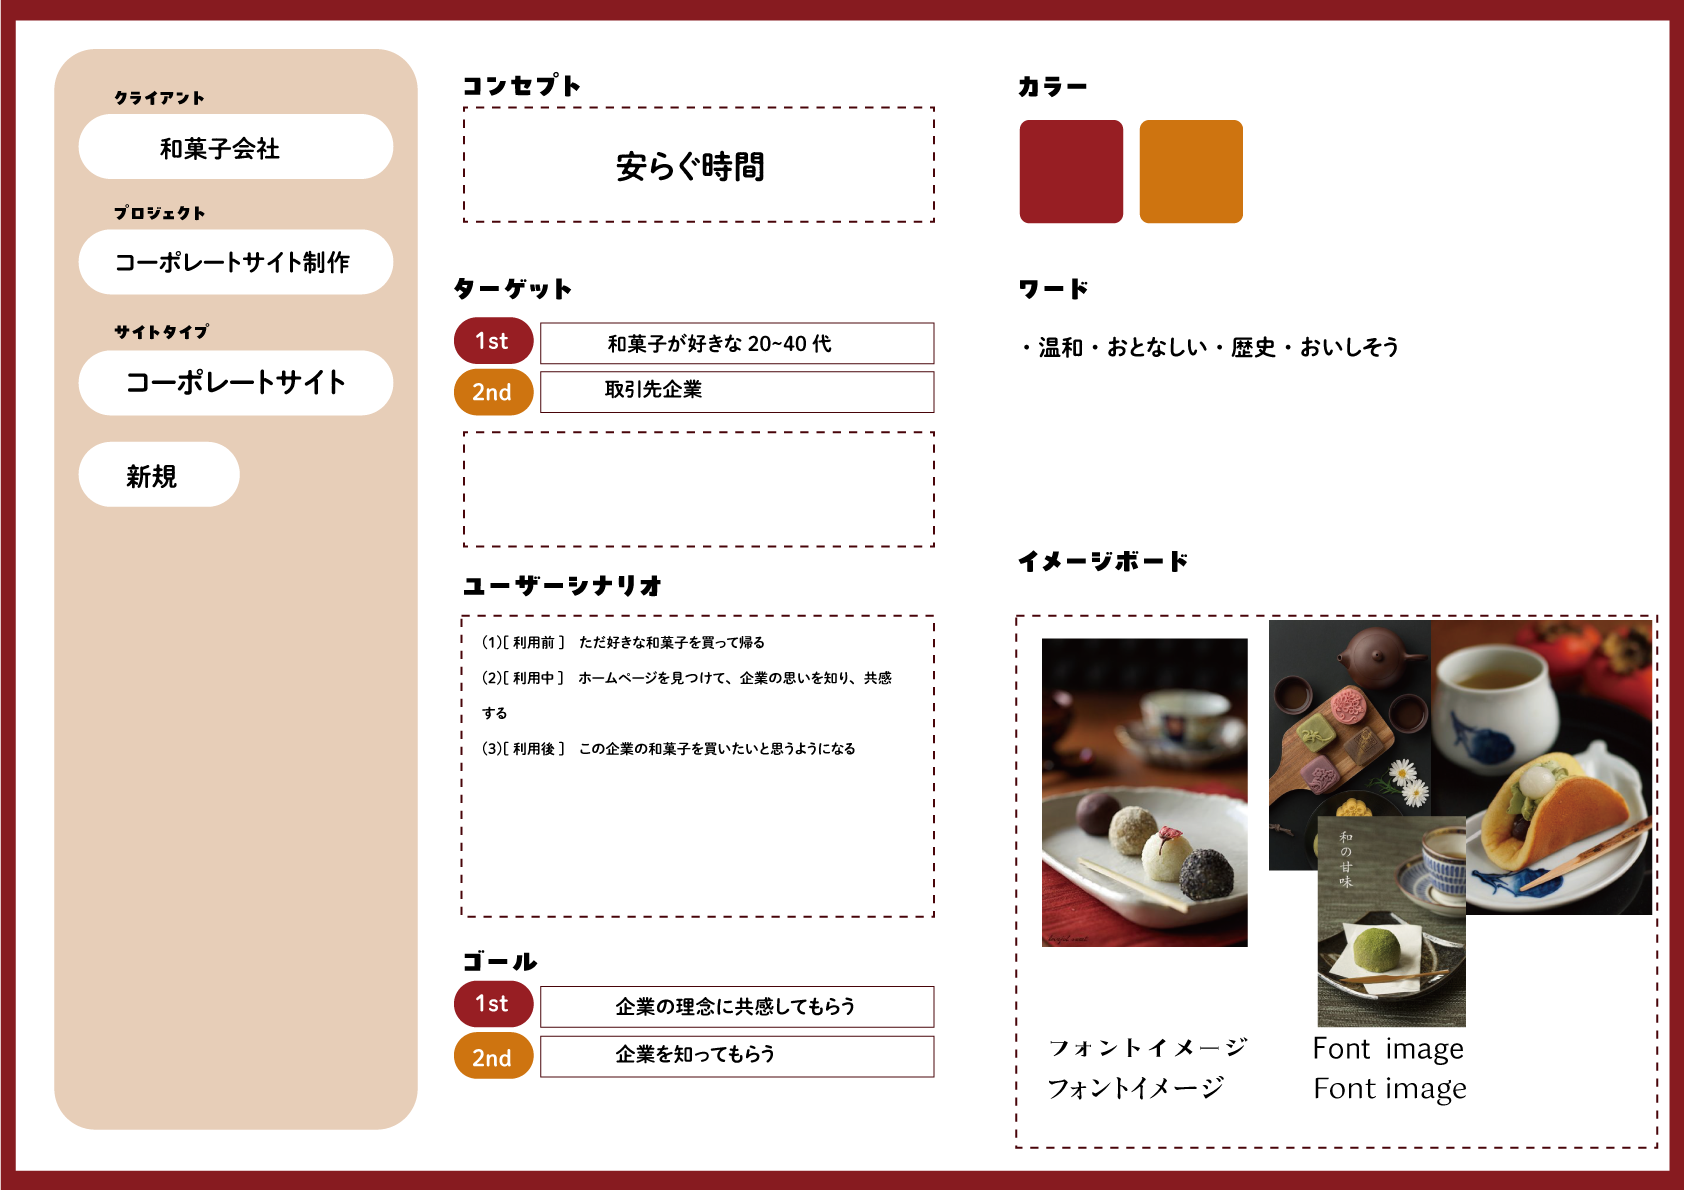 クライアント
和菓子会社
プロジェクト
コーポレートサイト制作
サイトタイプ
コーポレートサイト
新規
コンセプト
安らぐ時間
ターゲット
1st 和菓子が好きな 20~40 代
2nd 取引先企業
ユーザーシナリオ
(1)[ 利用前 ] ただ好きな和菓子を買って帰る
(2)[ 利用中 ] ホームページを見つけて、企業の思いを知り、共感
する
(3)[ 利用後 ] この企業の和菓子を買いたいと思うようになる
ゴール
1st 企業の理念に共感してもらう
2nd 企業を知ってもらう
カラー
ワード
・温和・おとなしい・歴史・おいしそう
イメージボード
和の甘味
フォントイメージ
フォントイメージ
Font image
Font image